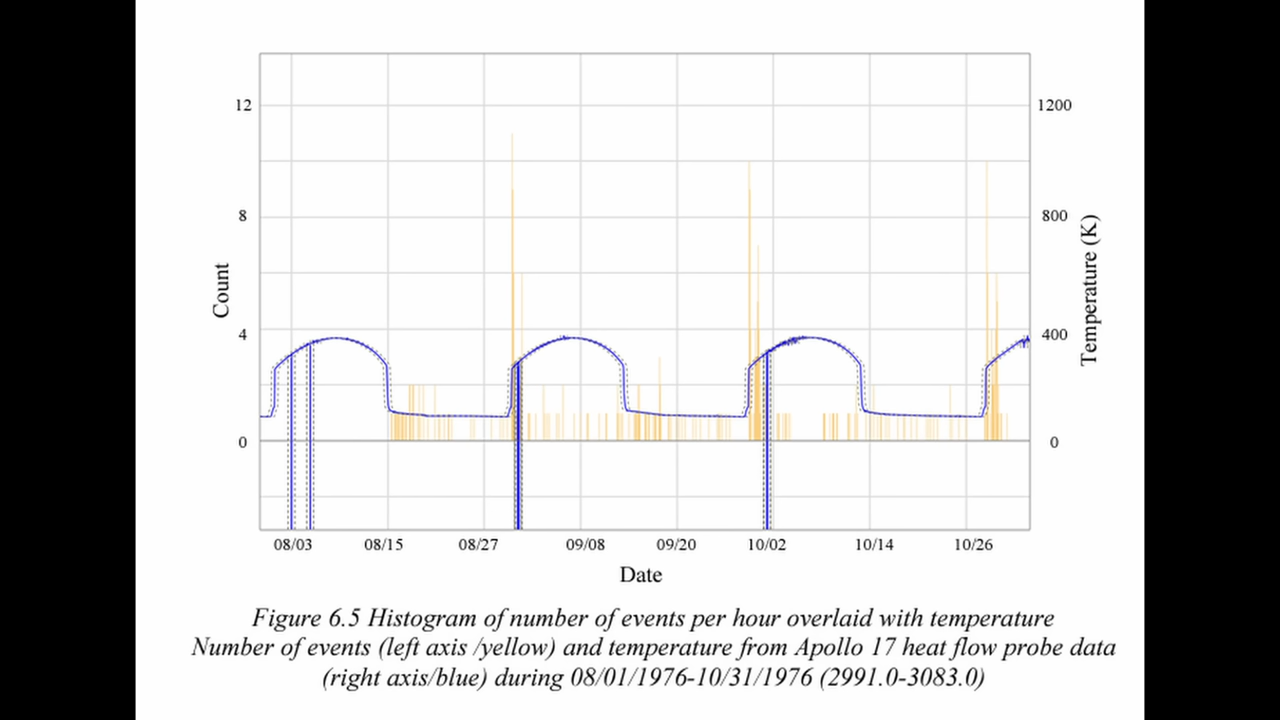 12
1200
8
800
Count
Temperature (K)
4
400
0
0
08/03
08/15
08/27
09/08
09/20
10/02
10/14
10/26
Date
Figure 6.5 Histogram of number of events per hour overlaid with temperature
Number of events (left axis /yellow) and temperature from Apollo 17 heat flow probe data
(right axis/blue) during 08/01/1976-10/31/1976 (2991.0-3083.0)